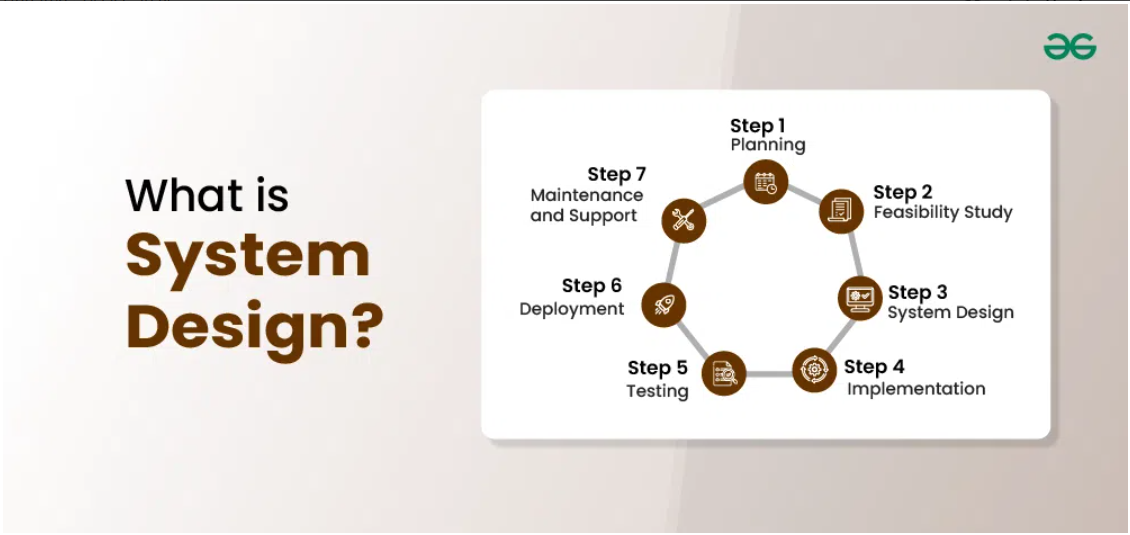 What is
System
Design?
Step 1
Planning
Step 2
Feasibility Study
Step 3
System Design
Step 4
Implementation
Step 5
Testing
Step 6
Deployment
Step 7
Maintenance
and Support